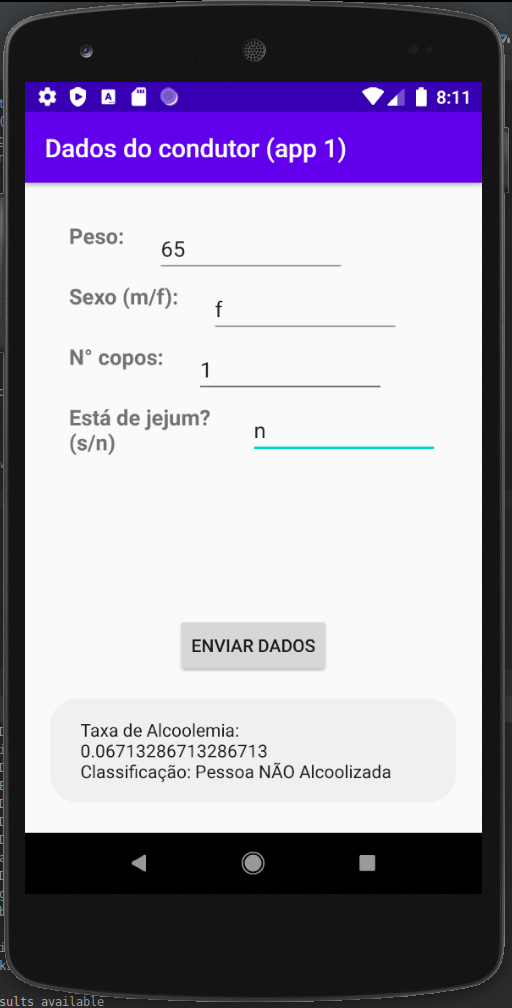 8:11
Dados do condutor (app 1)
Peso: 65
Sexo (m/f): f
N° copos: 1
Está de jejum?
(s/n) n
ENVIAR DADOS
Taxa de Alcoolemia:
0.06713286713286713
Classificação: Pessoa NÃO Alcoolizada
sults available